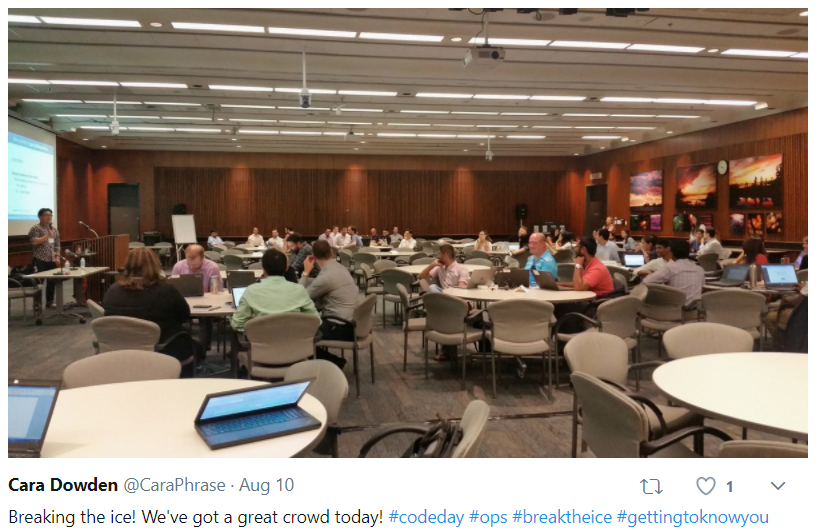 Cara Dowden @CaraPhrase · Aug 10
1
Breaking the ice! We've got a great crowd today! #codeday #ops #breaktheice #gettingtoknowyou